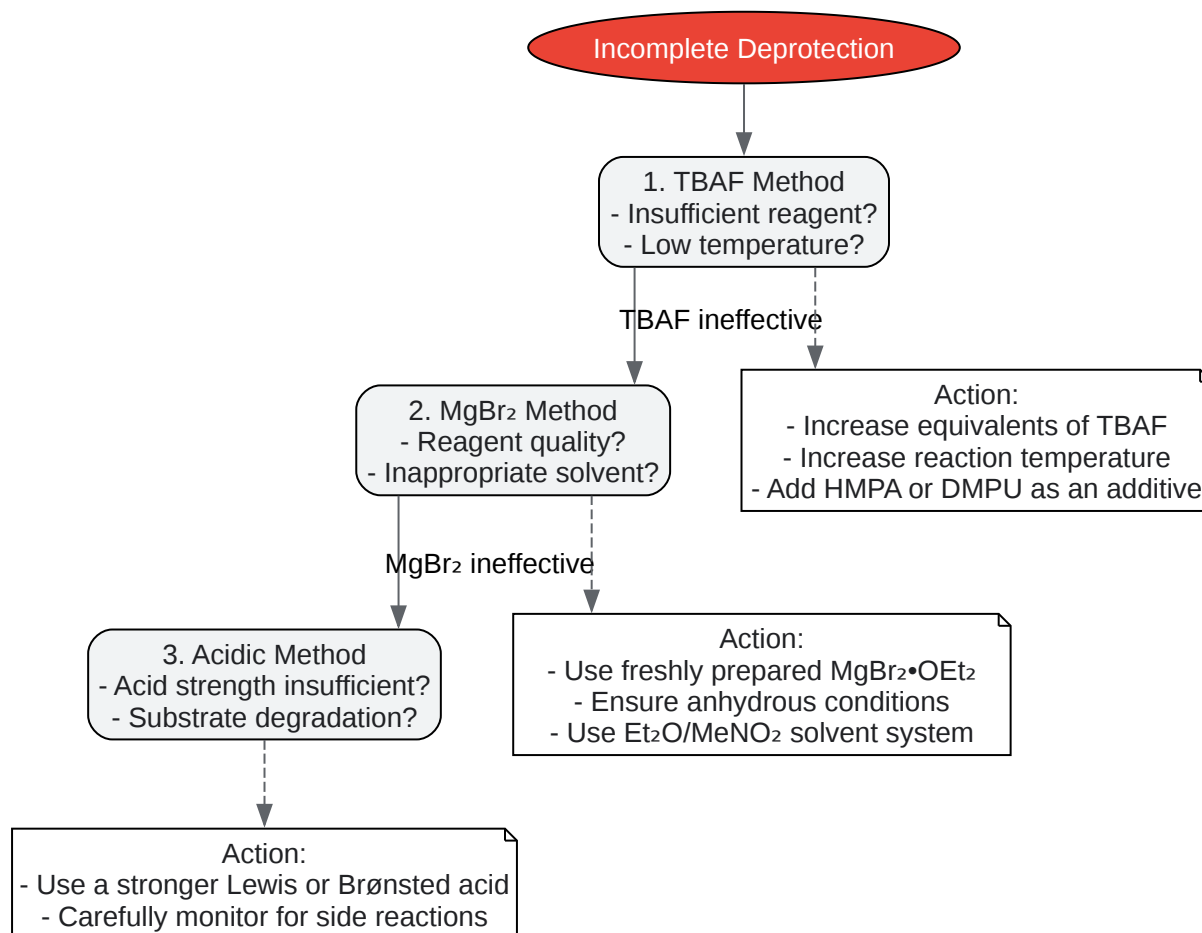 Incomplete Deprotection
1. TBAF Method
- Insufficient reagent?
- Low temperature?
TBAF ineffective
Action:
- Increase equivalents of TBAF
- Increase reaction temperature
- Add HMPA or DMPU as an additive
2. MgBr₂ Method
- Reagent quality?
- Inappropriate solvent?
MgBr₂ ineffective
Action:
- Use freshly prepared MgBr₂•OEt₂
- Ensure anhydrous conditions
- Use Et₂O/MeNO₂ solvent system
3. Acidic Method
- Acid strength insufficient?
- Substrate degradation?
Action:
- Use a stronger Lewis or Brønsted acid
- Carefully monitor for side reactions